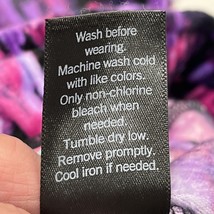 Wash before
wearing.
Machine wash cold
with like colors.
Only non-chlorine
bleach when
needed.
Tumble dry low.
Remove promptly.
Cool iron if needed.